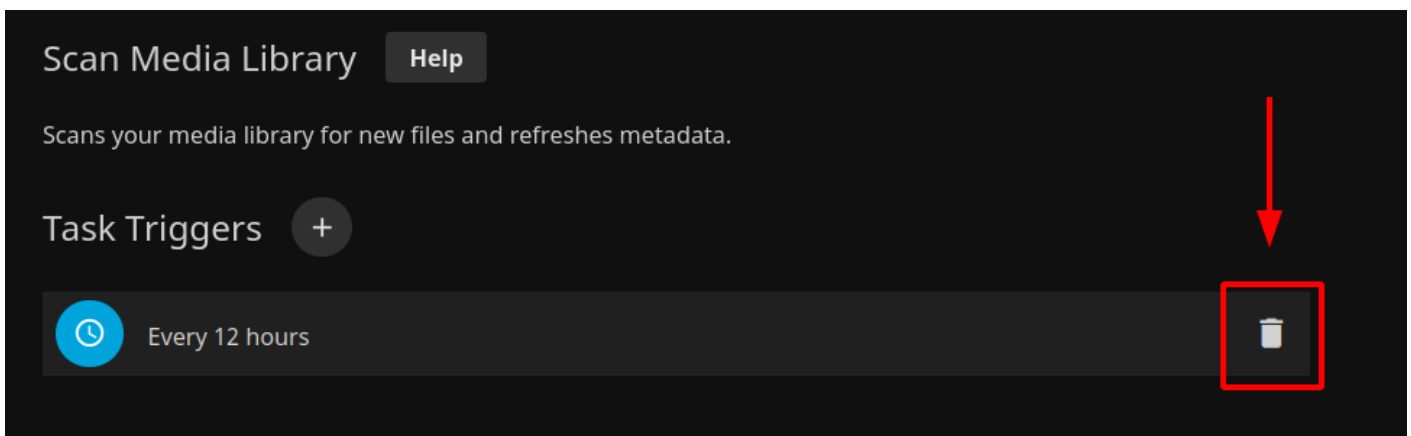 Scan Media Library Help
Scans your media library for new files and refreshes metadata.
Task Triggers +
Every 12 hours